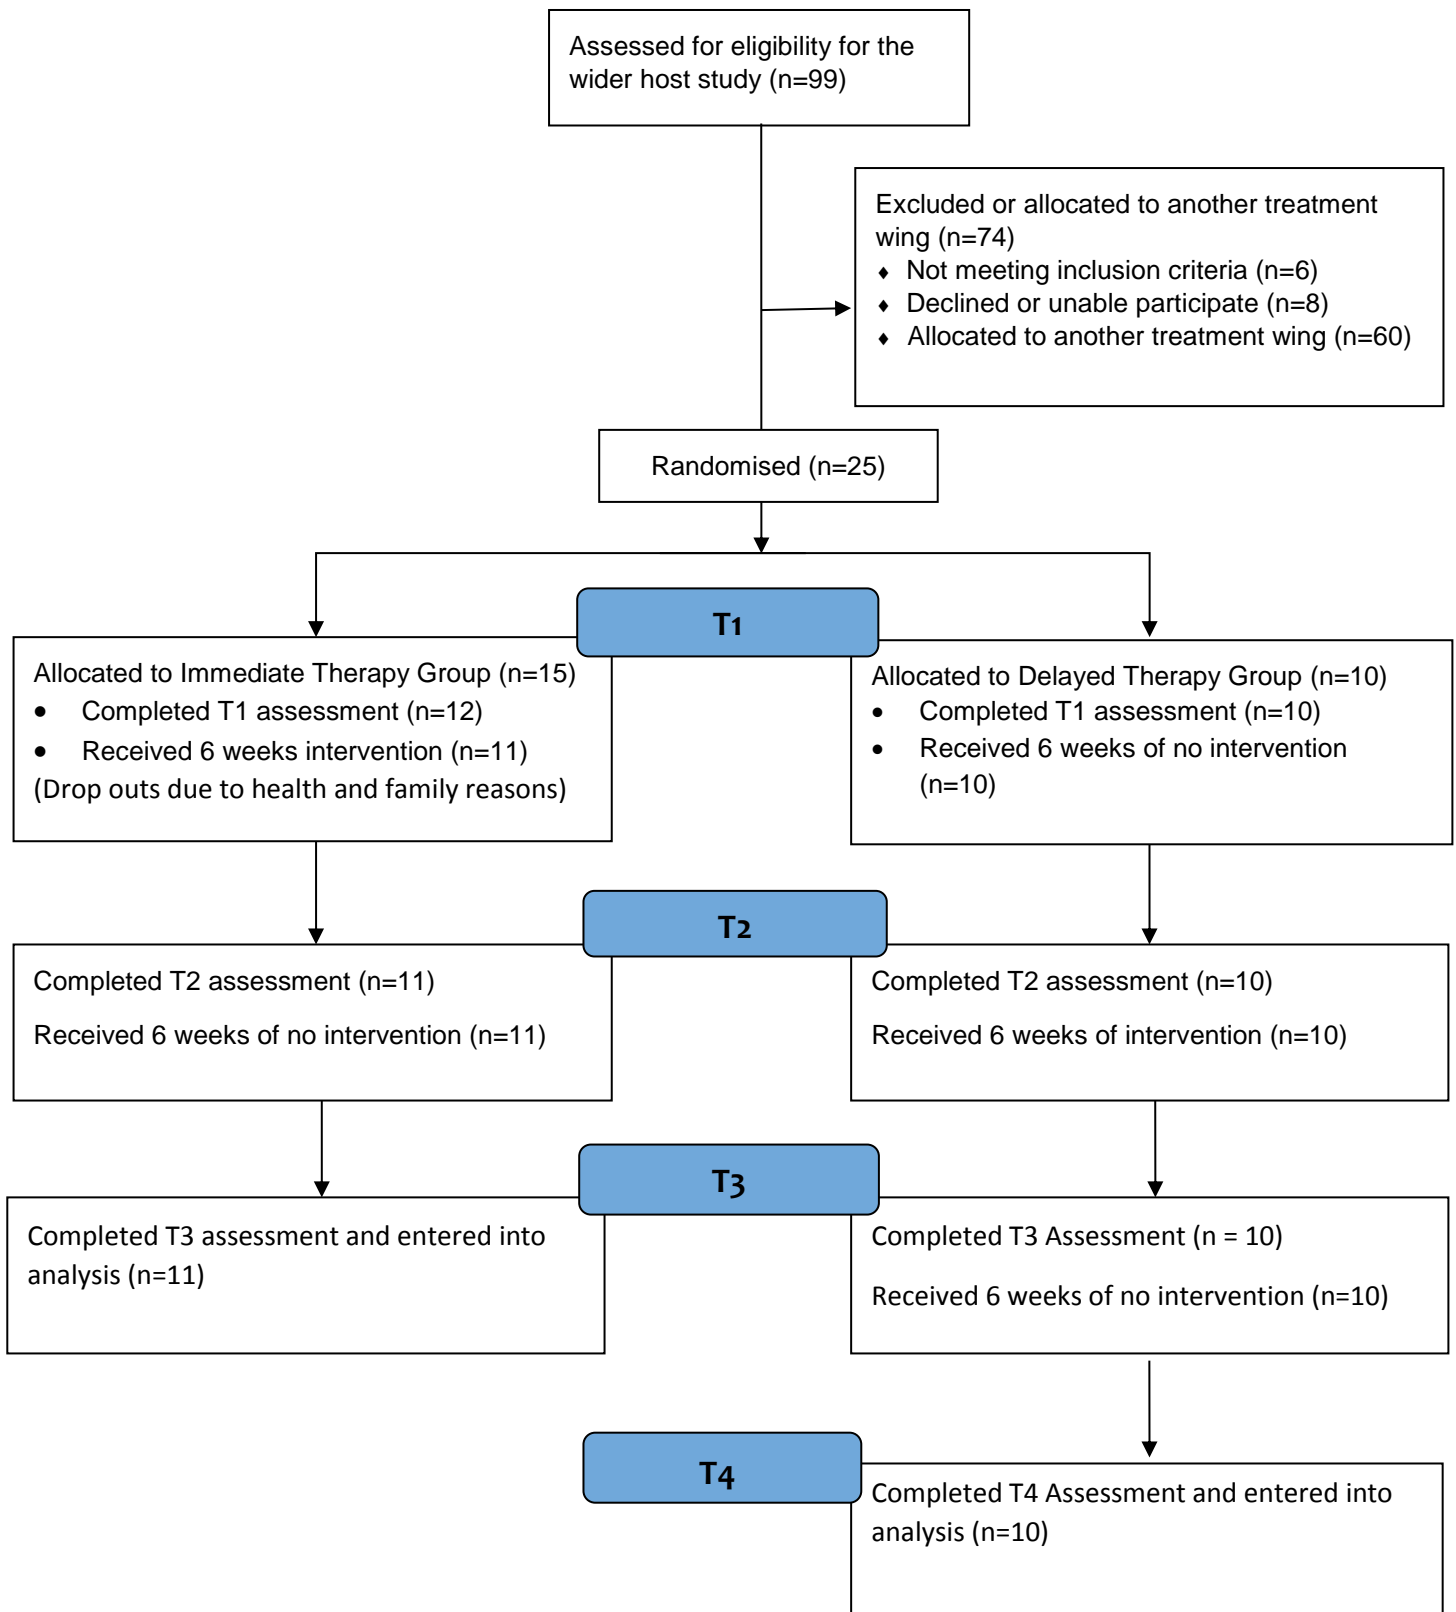 Assessed for eligibility for the
wider host study (n=99)
Excluded or allocated to another treatment
wing (n=74)
♦ Not meeting inclusion criteria (n=6)
♦ Declined or unable participate (n=8)
♦ Allocated to another treatment wing (n=60)
Randomised (n=25)
T1
Allocated to Immediate Therapy Group (n=15)
• Completed T1 assessment (n=12)
• Received 6 weeks intervention (n=11)
(Drop outs due to health and family reasons)
Allocated to Delayed Therapy Group (n=10)
• Completed T1 assessment (n=10)
• Received 6 weeks of no intervention
(n=10)
T2
Completed T2 assessment (n=11)
Received 6 weeks of no intervention (n=11)
Completed T2 assessment (n=10)
Received 6 weeks of intervention (n=10)
T3
Completed T3 assessment and entered into
analysis (n=11)
Completed T3 Assessment (n = 10)
Received 6 weeks of no intervention (n=10)
T4
Completed T4 Assessment and entered into
analysis (n=10)